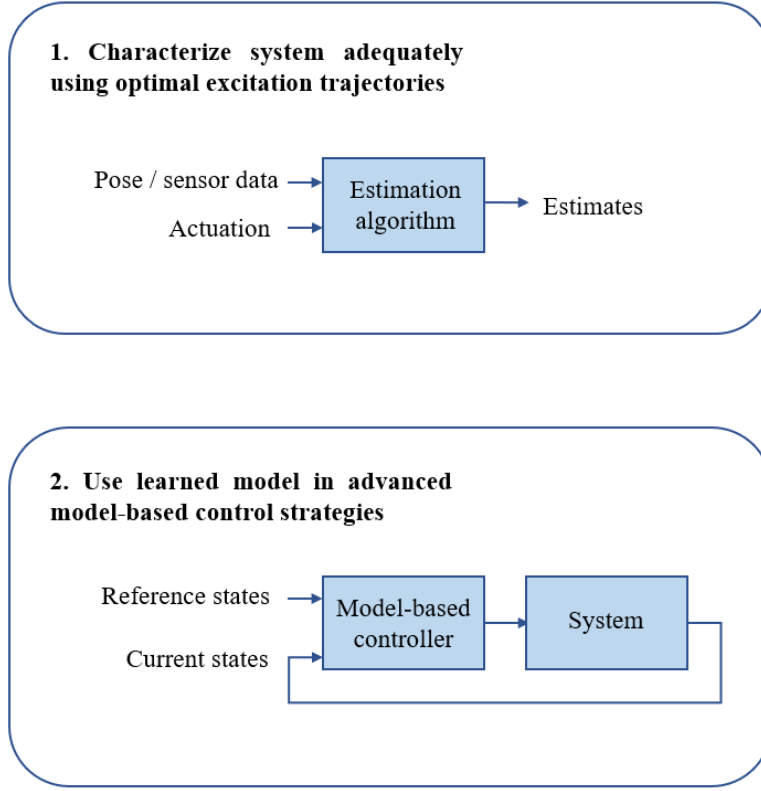 1. Characterize system adequately
using optimal excitation trajectories
Pose / sensor data
Actuation
Estimation
algorithm
Estimates
2. Use learned model in advanced
model-based control strategies
Reference states
Current states
Model-based
controller
System